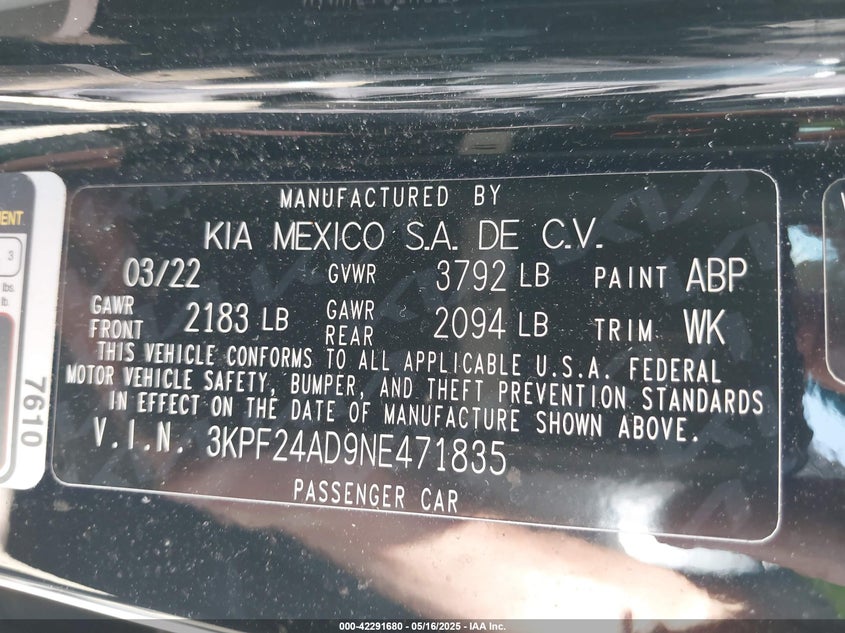 MANUFACTURED BY
KIA MEXICO S.A. DE C.V.
03/22 GVWR 3792 LB PAINT ABP
GAWR FRONT 2183 LB GAWR REAR 2094 LB TRIM WK
THIS VEHICLE CONFORMS TO ALL APPLICABLE U.S.A. FEDERAL
MOTOR VEHICLE SAFETY, BUMPER, AND THEFT PREVENTION STANDARDS
IN EFFECT ON THE DATE OF MANUFACTURE SHOWN ABOVE.
V.I.N. 3KPF24AD9NE471835
PASSENGER CAR
3
lbs.
lb.
7610
000-42291680 - 05/16/2025 - IAA Inc.